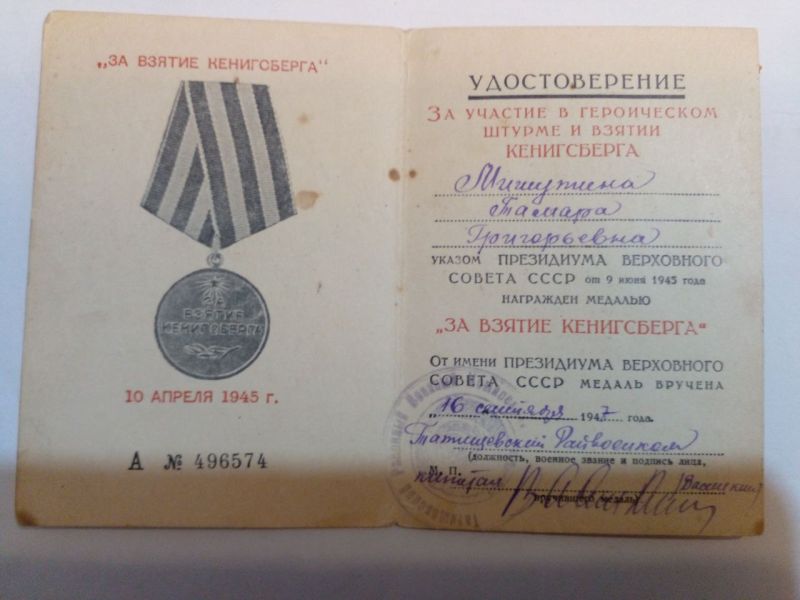 „ЗА ВЗЯТИЕ КЕНИГСБЕРГА"
ЗА
ВЗЯТИЕ
КЕНИГСБЕРГА
10 АПРЕЛЯ 1945 г.
А № 496574
УДОСТОВЕРЕНИЕ
ЗА УЧАСТИЕ В ГЕРОИЧЕСКОМ
ШТУРМЕ И ВЗЯТИИ
КЕНИГСБЕРГА
Мишутина
Тамара
Григорьевна
УКАЗОМ ПРЕЗИДИУМА ВЕРХОВНОГО
СОВЕТА СССР от 9 июня 1945 года
НАГРАЖДЕН МЕДАЛЬЮ
„ЗА ВЗЯТИЕ КЕНИГСБЕРГА"
От имени ПРЕЗИДИУМА ВЕРХОВНОГО
СОВЕТА СССР МЕДАЛЬ ВРУЧЕНА
„16 сентября 1947 года.
Татищевский Райвоенком
(должность, военное звание и подпись лица,
М. П.
капитан
вручившего медаль)